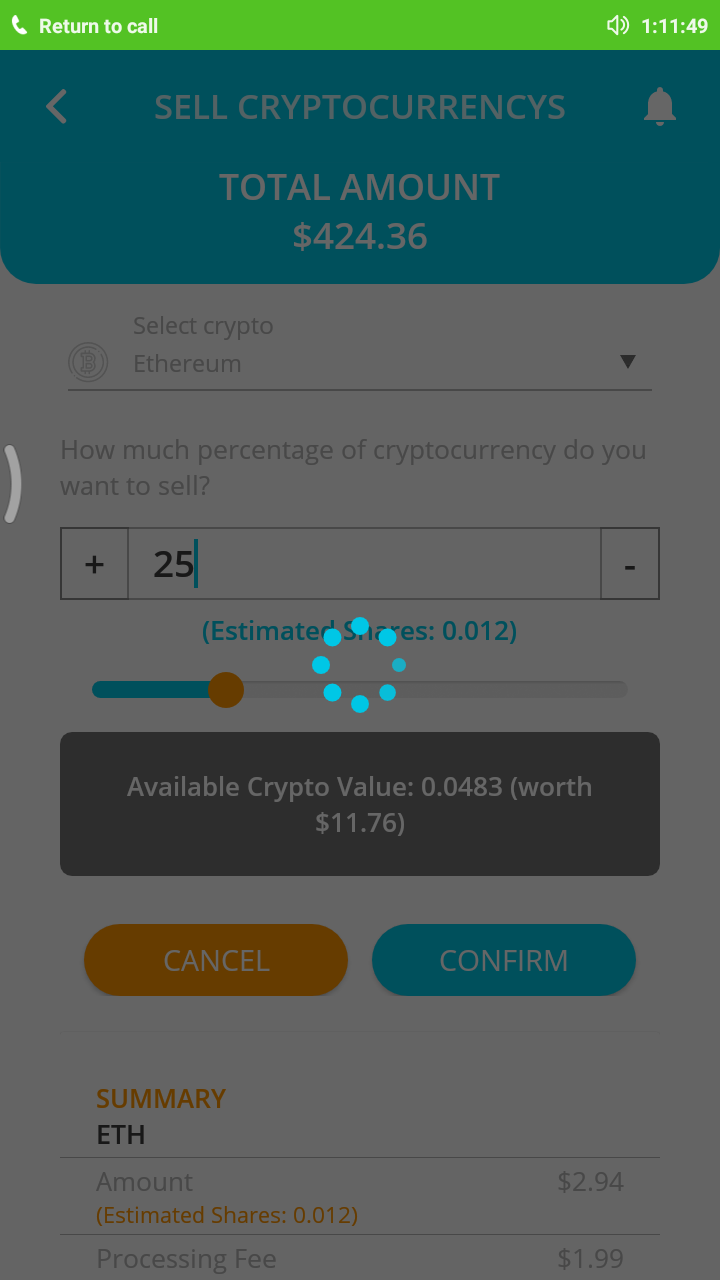 Return to call 1:11:49
SELL CRYPTOCURRENCYS
TOTAL AMOUNT
$424.36
Select crypto
Ethereum
How much percentage of cryptocurrency do you
want to sell?
+ 25 -
(Estimated Shares: 0.012)
Available Crypto Value: 0.0483 (worth
$11.76)
CANCEL CONFIRM
SUMMARY
ETH
Amount $2.94
(Estimated Shares: 0.012)
Processing Fee $1.99